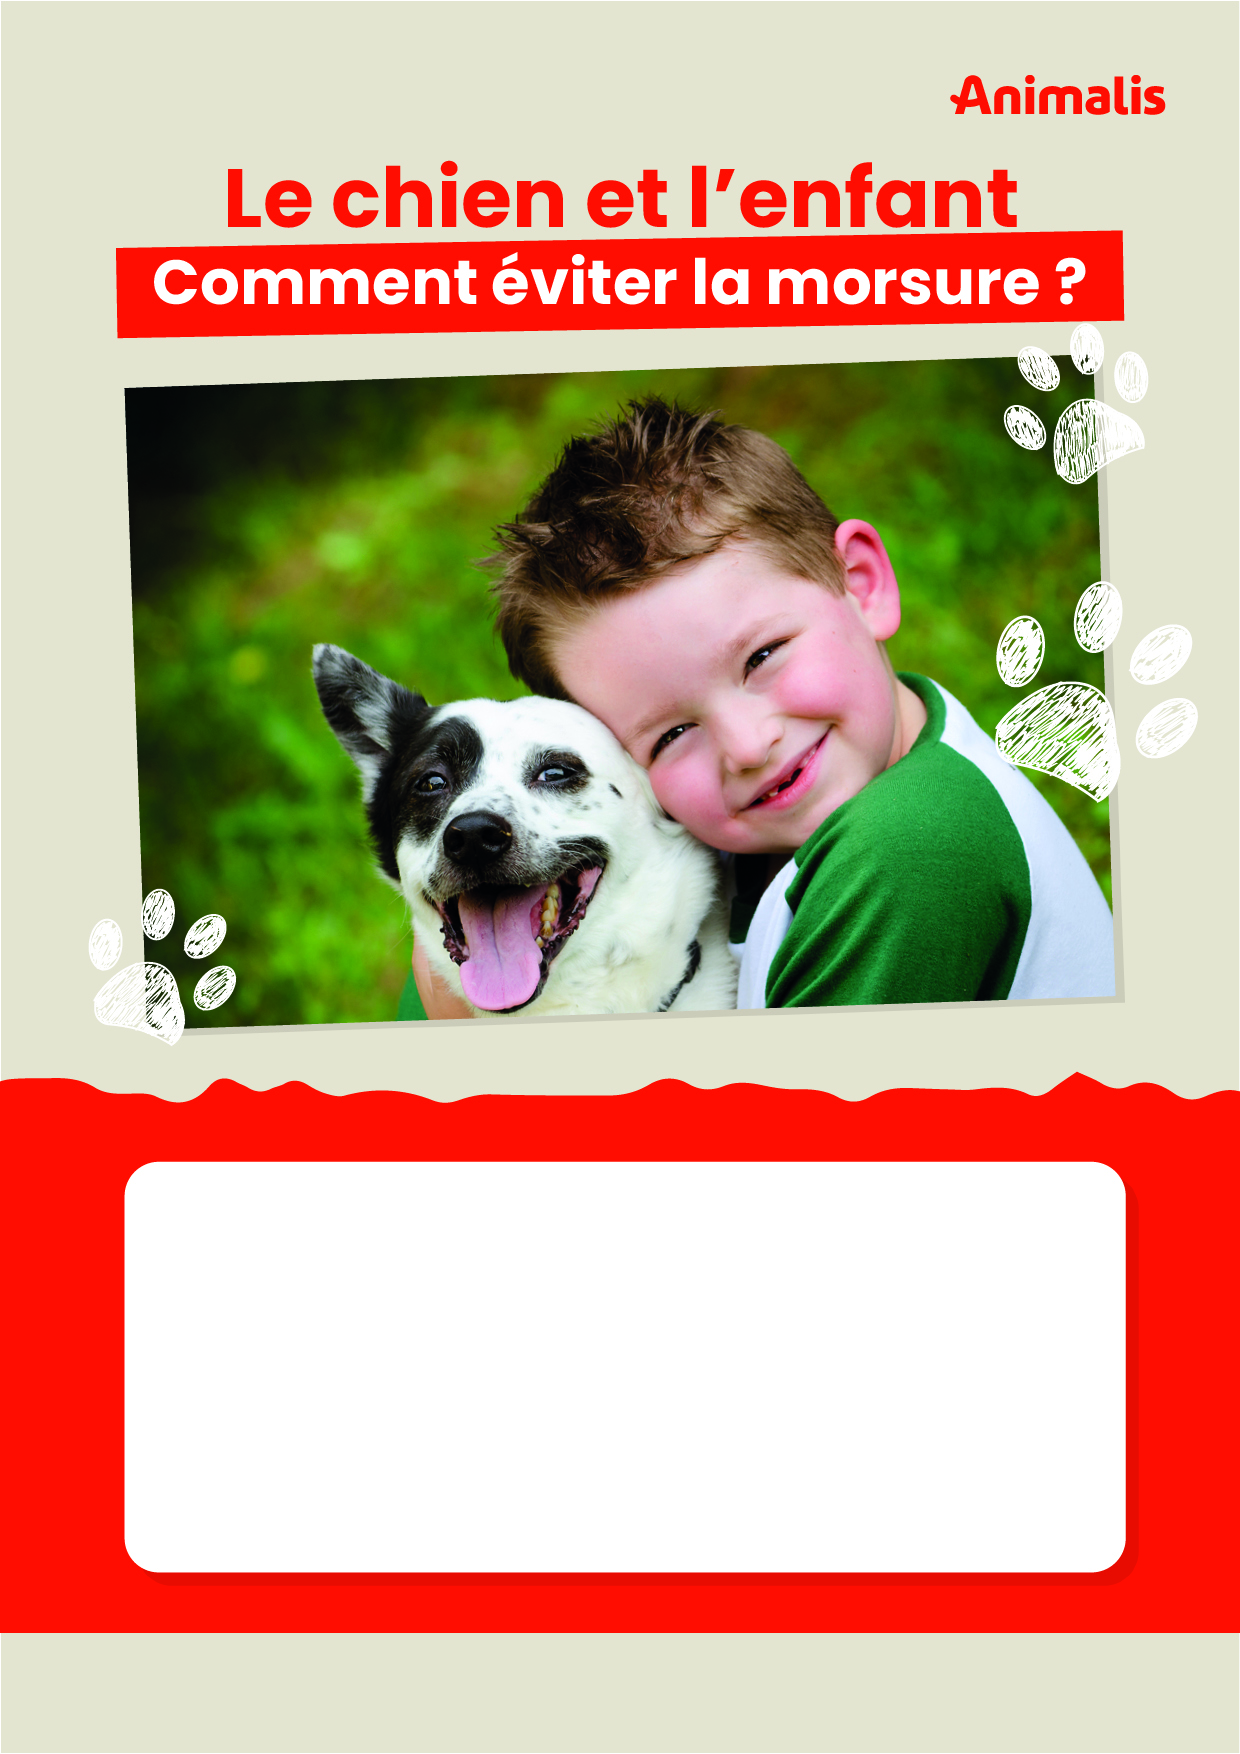 Animalis
Le chien et l’enfant
Comment éviter la morsure ?